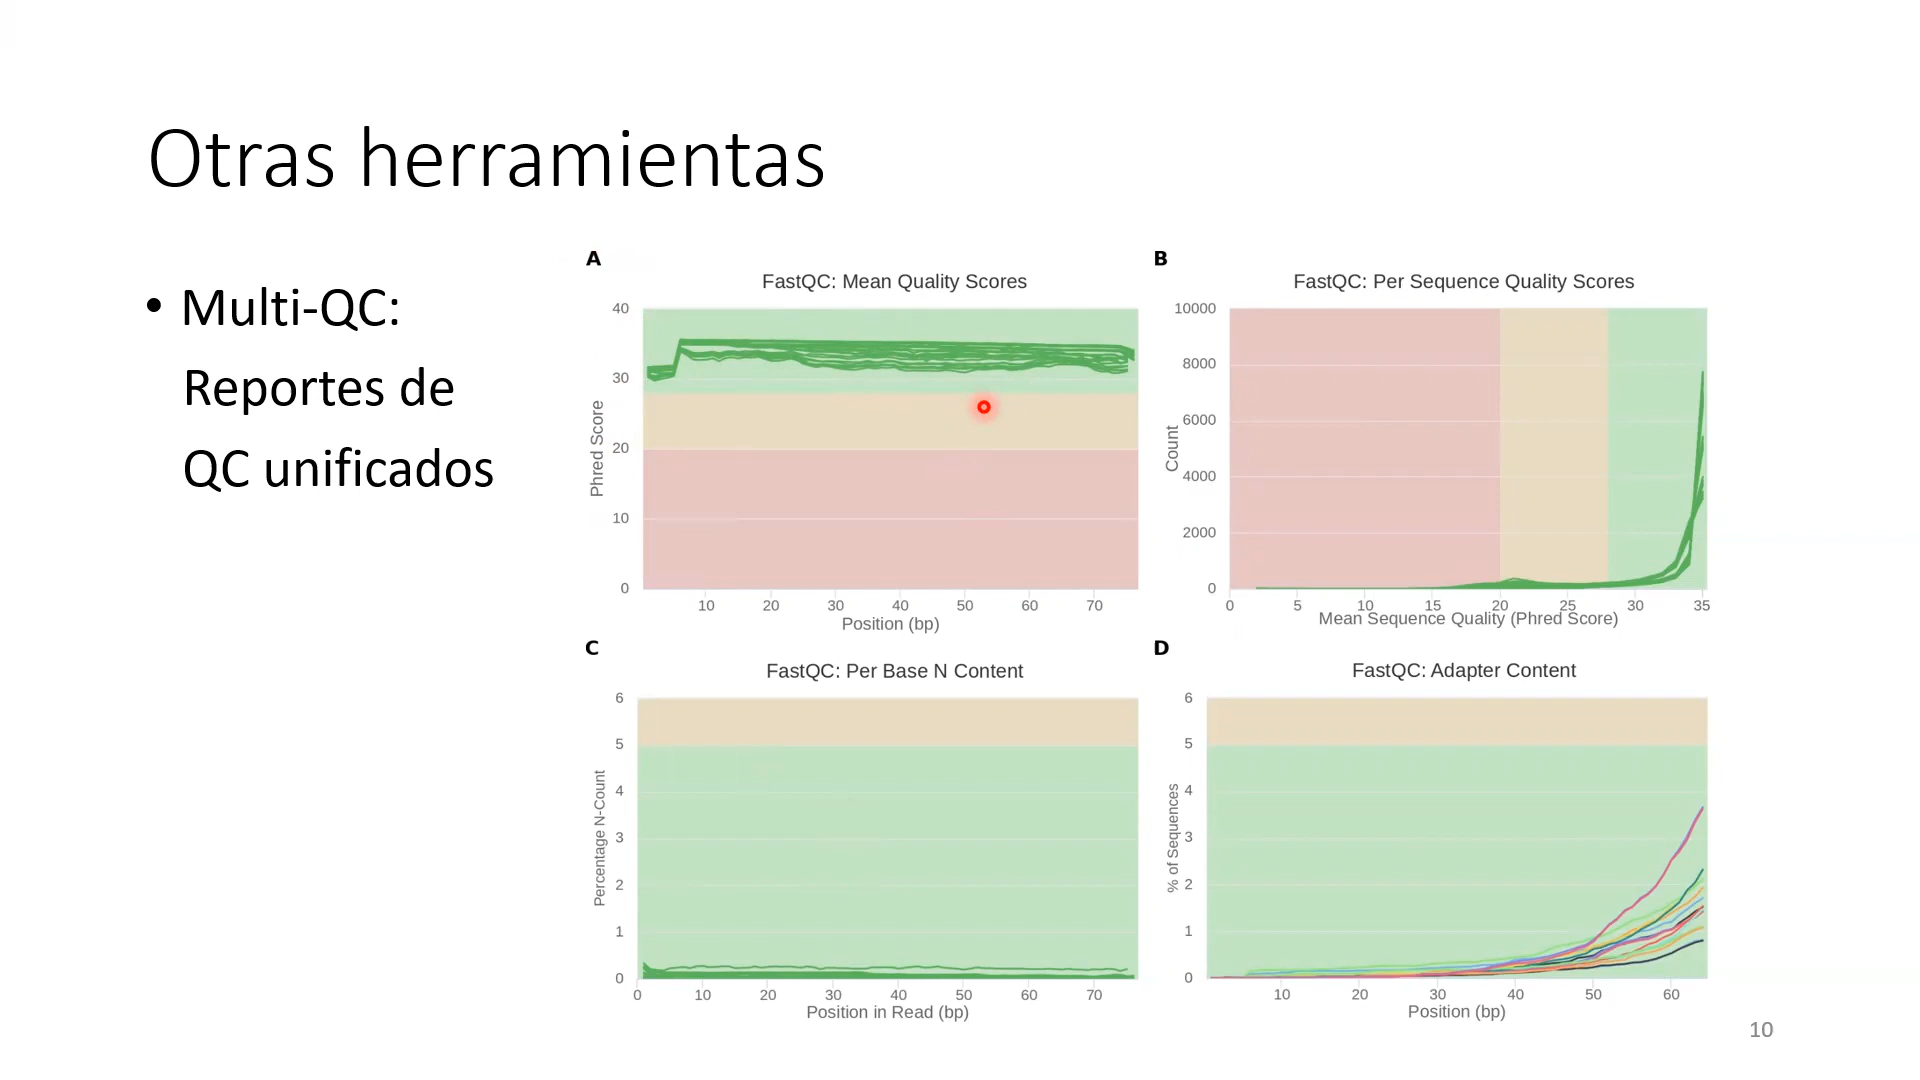 Otras herramientas
• Multi-QC:
Reportes de
QC unificados
A
FastQC: Mean Quality Scores
40
30
20
10
0
Phred Score
10 20 30 40 50 60 70
Position (bp)
B
FastQC: Per Sequence Quality Scores
10000
8000
6000
4000
2000
0
Count
0 5 10 15 20 25 30 35
Mean Sequence Quality (Phred Score)
C
FastQC: Per Base N Content
6
5
4
3
2
1
0
Percentage N-Count
0 10 20 30 40 50 60 70
Position in Read (bp)
D
FastQC: Adapter Content
6
5
4
3
2
1
0
% of Sequences
10 20 30 40 50 60
Position (bp)
10